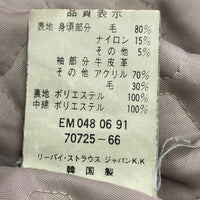 品質表示
表地 身頃部分 毛 80%
ナイロン 15%
その他 5%
袖部分牛皮革
その他アクリル 70%
毛 30%
裏地 ポリエステル 100%
中綿 ポリエステル 100%
EM 048 06 91
70725-66
リーバイ・ストラウス ジャパンK.K
韓国製